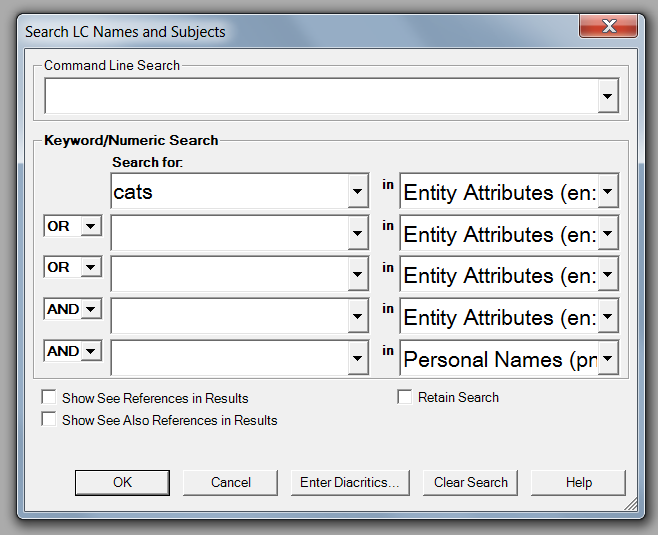 Search LC Names and Subjects
Command Line Search
Keyword/Numeric Search
Search for:
cats in Entity Attributes (en:
OR in Entity Attributes (en:
OR in Entity Attributes (en:
AND in Entity Attributes (en:
AND in Personal Names (pn
Show See References in Results Retain Search
Show See Also References in Results
OK Cancel Enter Diacritics... Clear Search Help